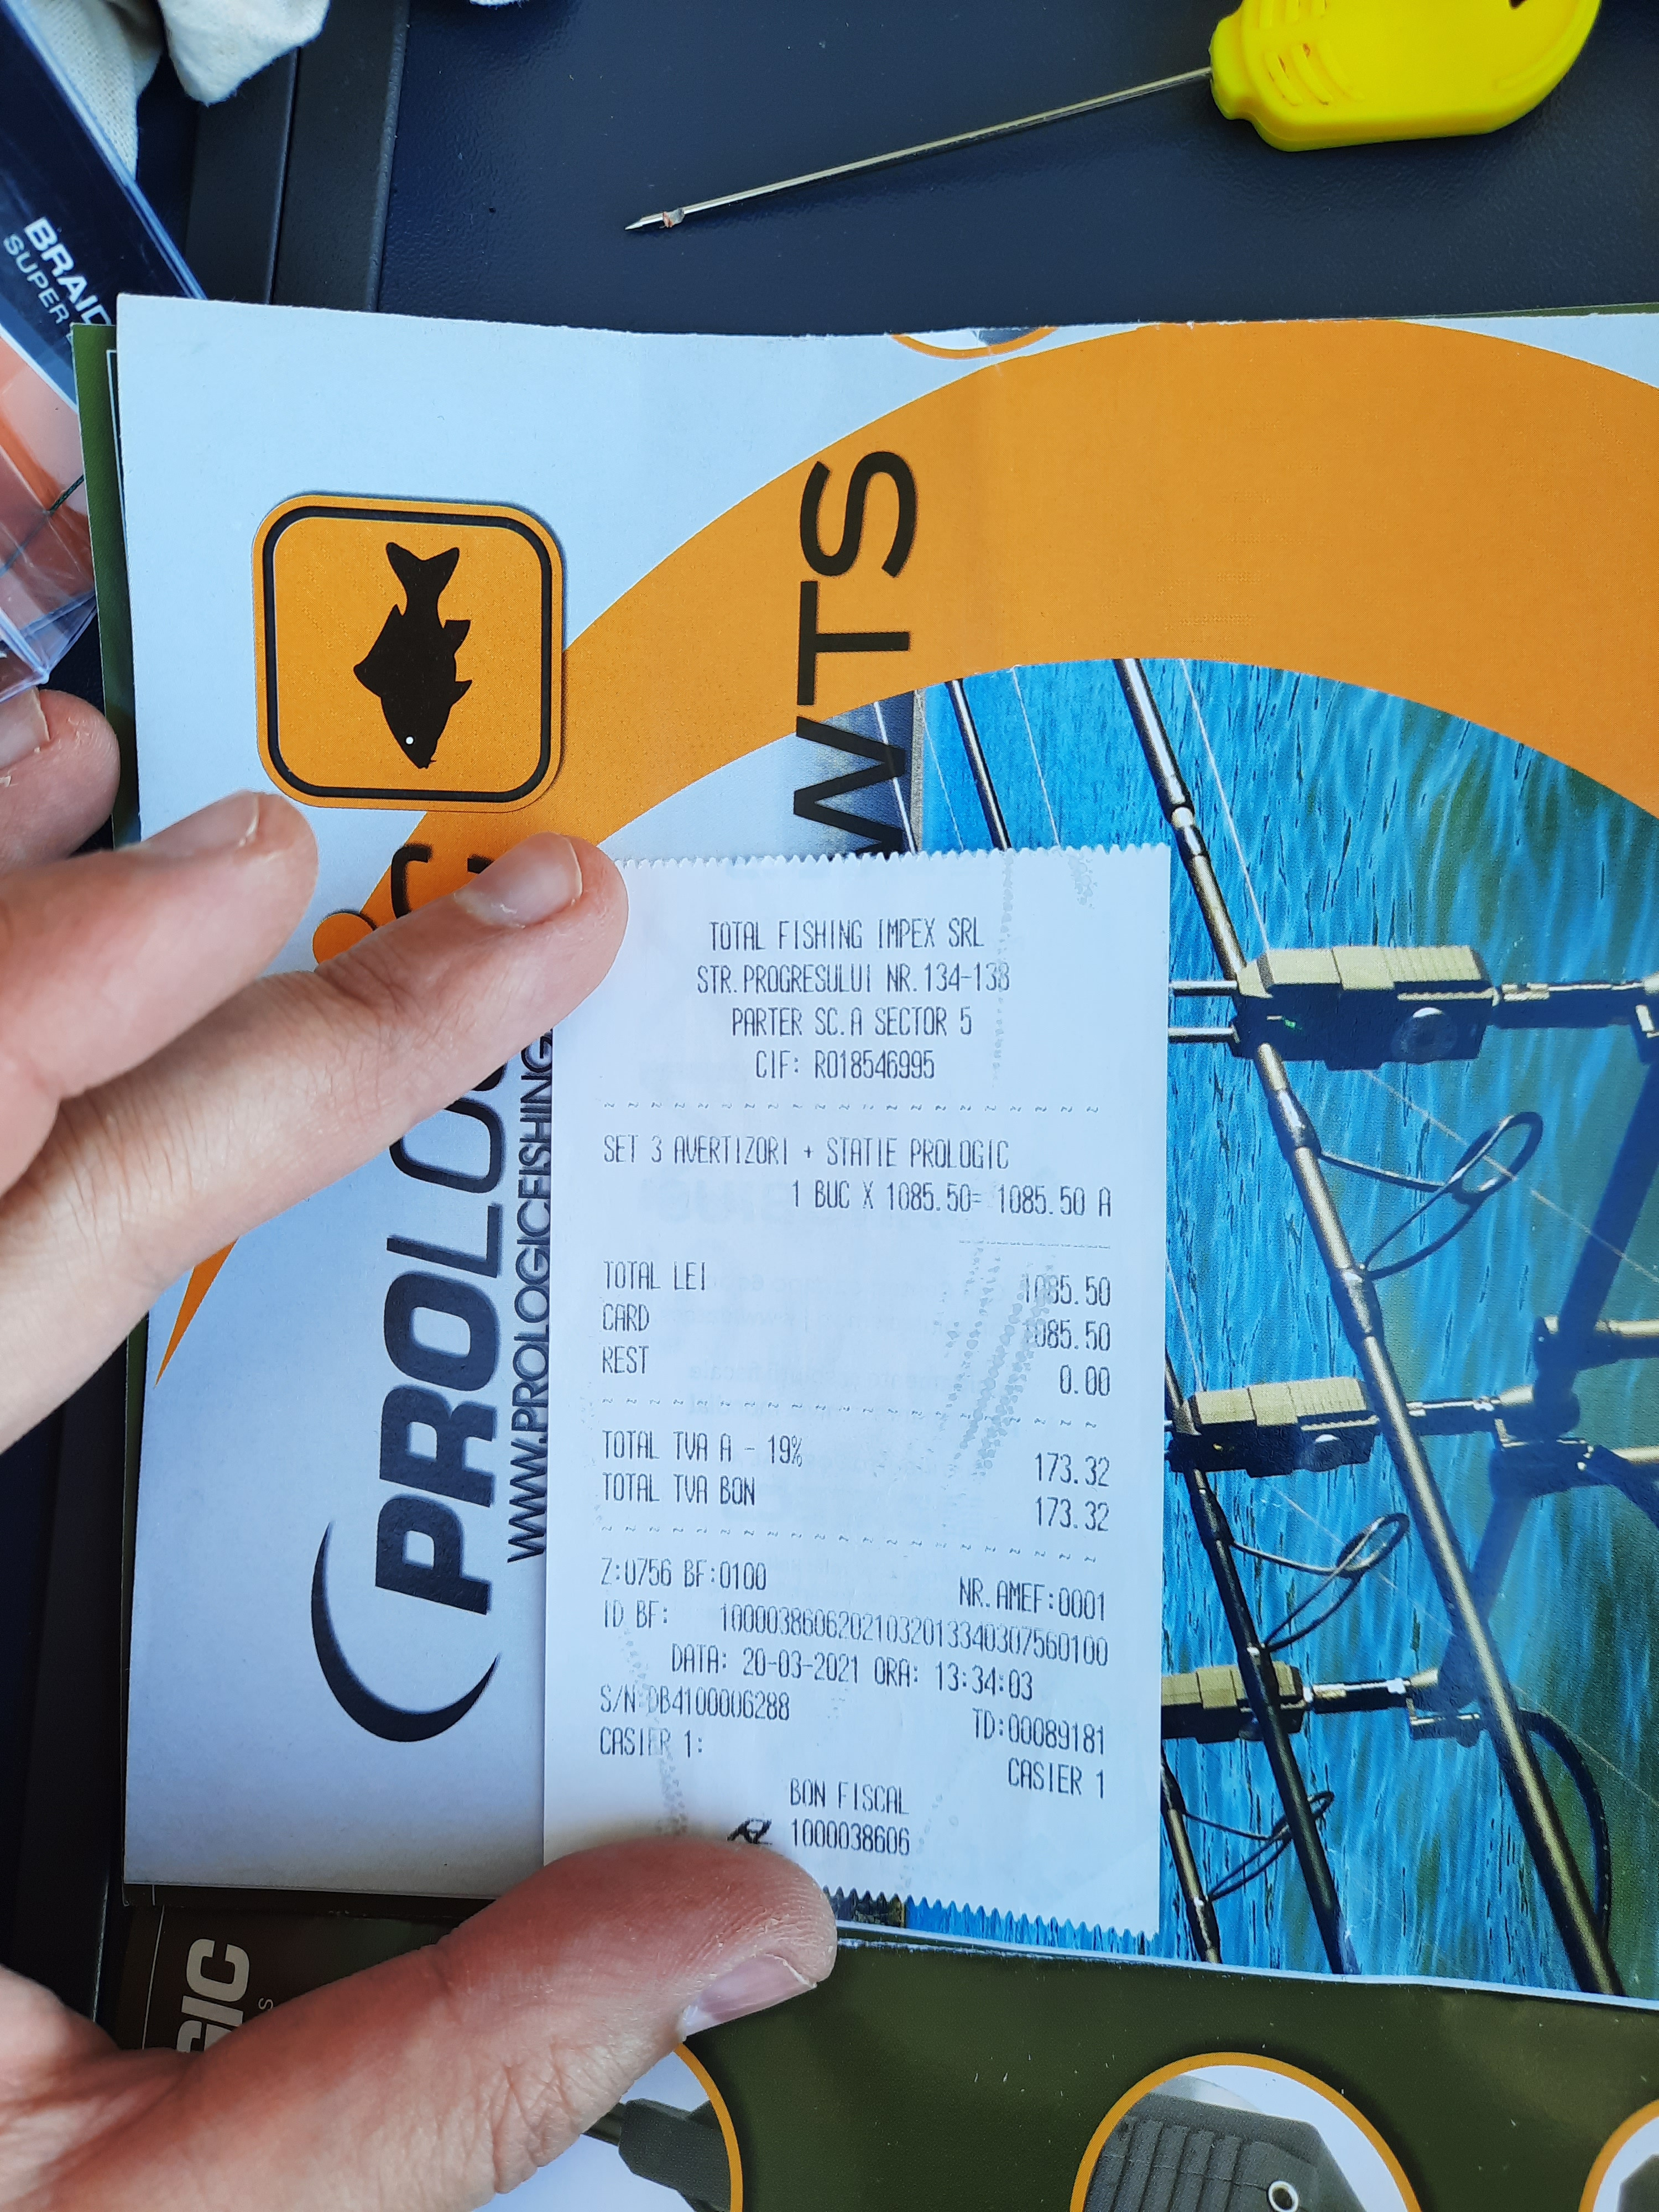 BRAID
SUPER
WTS
PROLOGIC
WWW.PROLOGICFISHING.
TOTAL FISHING IMPEX SRL
STR.PROGRESULUI NR.134-138
PARTER SC.A SECTOR 5
CIF: RO18546995
SET 3 AVERTIZORI + STATIE PROLOGIC
1 BUC X 1085.50= 1085.50 A
TOTAL LEI 1085.50
CARD 1085.50
REST 0.00
TOTAL TVA A - 19% 173.32
TOTAL TVA BON 173.32
Z:0756 BF:0100 NR.AMEF:0001
ID BF: 10000386062021032013340307560100
DATA: 20-03-2021 ORA: 13:34:03
S/N:DB4100006288 TD:00089181
CASIER 1: CASIER 1
BON FISCAL
1000038606
GIC
S